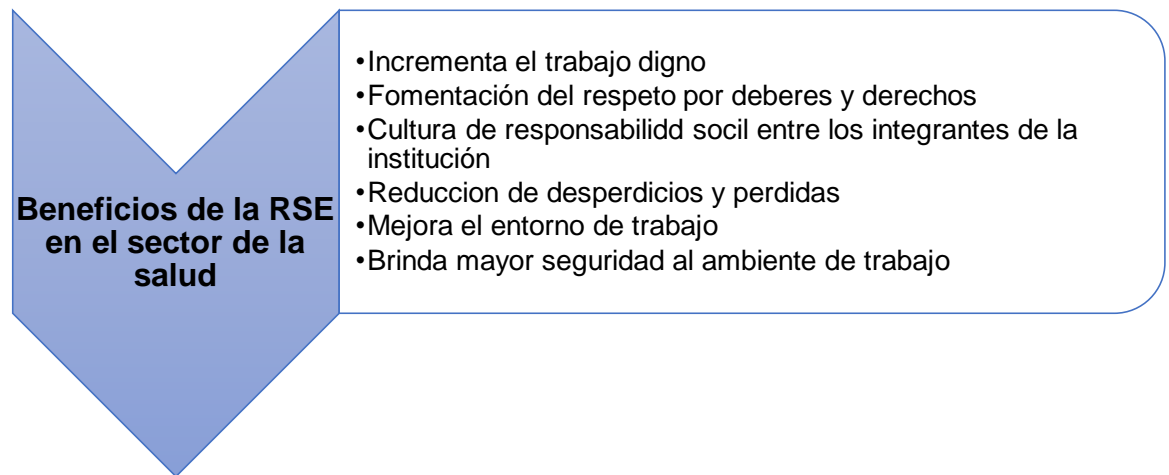 Beneficios de la RSE
en el sector de la
salud
•Incrementa el trabajo digno
•Fomentación del respeto por deberes y derechos
•Cultura de responsabilidd socil entre los integrantes de la
institución
•Reduccion de desperdicios y perdidas
•Mejora el entorno de trabajo
•Brinda mayor seguridad al ambiente de trabajo